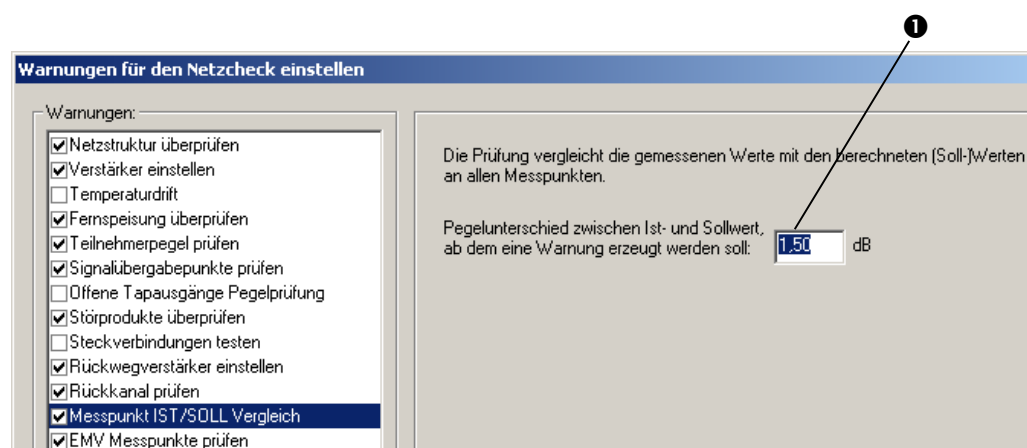 ❶
Warnungen für den Netzcheck einstellen
Warnungen:
Netzstruktur überprüfen
Verstärker einstellen
Temperaturdrift
Fernspeisung überprüfen
Teilnehmerpegel prüfen
Signalübergabepunkte prüfen
Offene Tapausgänge Pegelprüfung
Störprodukte überprüfen
Steckverbindungen testen
Rückwegverstärker einstellen
Rückkanal prüfen
Messpunkt IST/SOLL Vergleich
EMV Messpunkte prüfen
Die Prüfung vergleicht die gemessenen Werte mit den berechneten (Soll-)Werten
an allen Messpunkten.
Pegelunterschied zwischen Ist- und Sollwert,
ab dem eine Warnung erzeugt werden soll: 1,50 dB